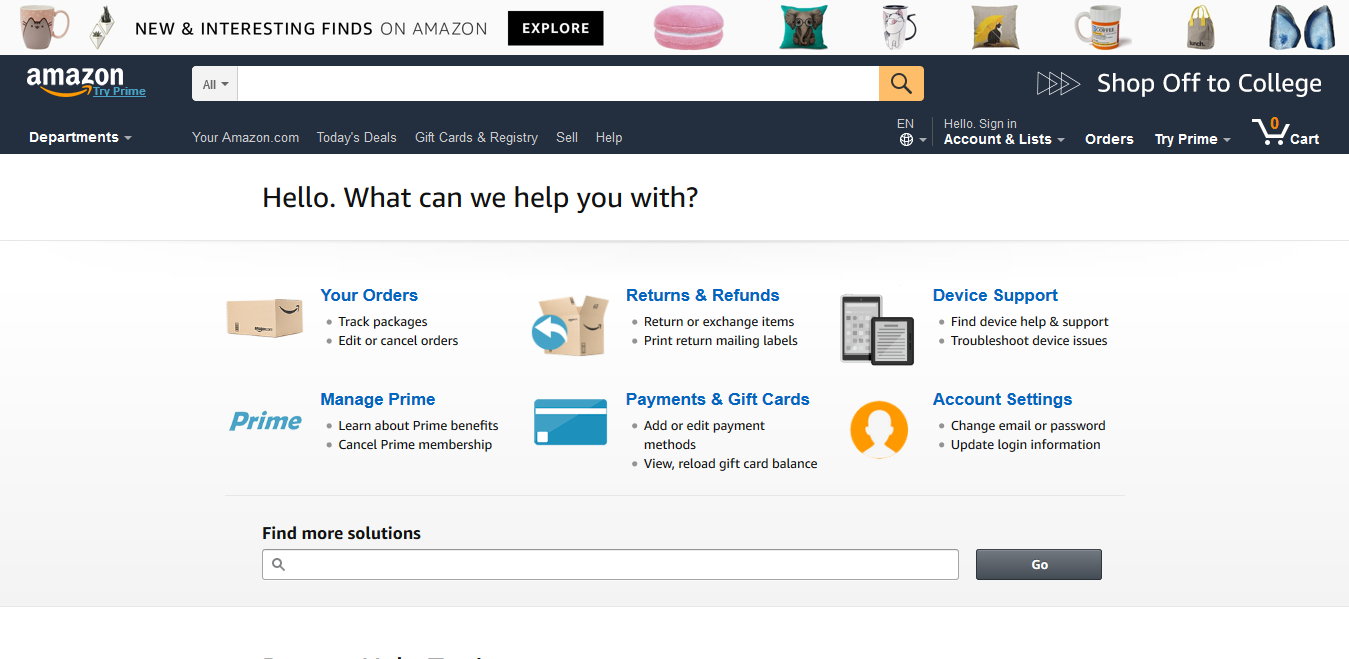 NEW & INTERESTING FINDS ON AMAZON
EXPLORE
COFFEE
lunch.
amazon
Try Prime
All
Shop Off to College
Departments
Your Amazon.com
Today's Deals
Gift Cards & Registry
Sell
Help
EN
Hello. Sign in
Account & Lists
Orders
Try Prime
0
Cart
Hello. What can we help you with?
Your Orders
Track packages
Edit or cancel orders
Returns & Refunds
Return or exchange items
Print return mailing labels
Device Support
Find device help & support
Troubleshoot device issues
Prime
Manage Prime
Learn about Prime benefits
Cancel Prime membership
Payments & Gift Cards
Add or edit payment
methods
View, reload gift card balance
Account Settings
Change email or password
Update login information
Find more solutions
Go